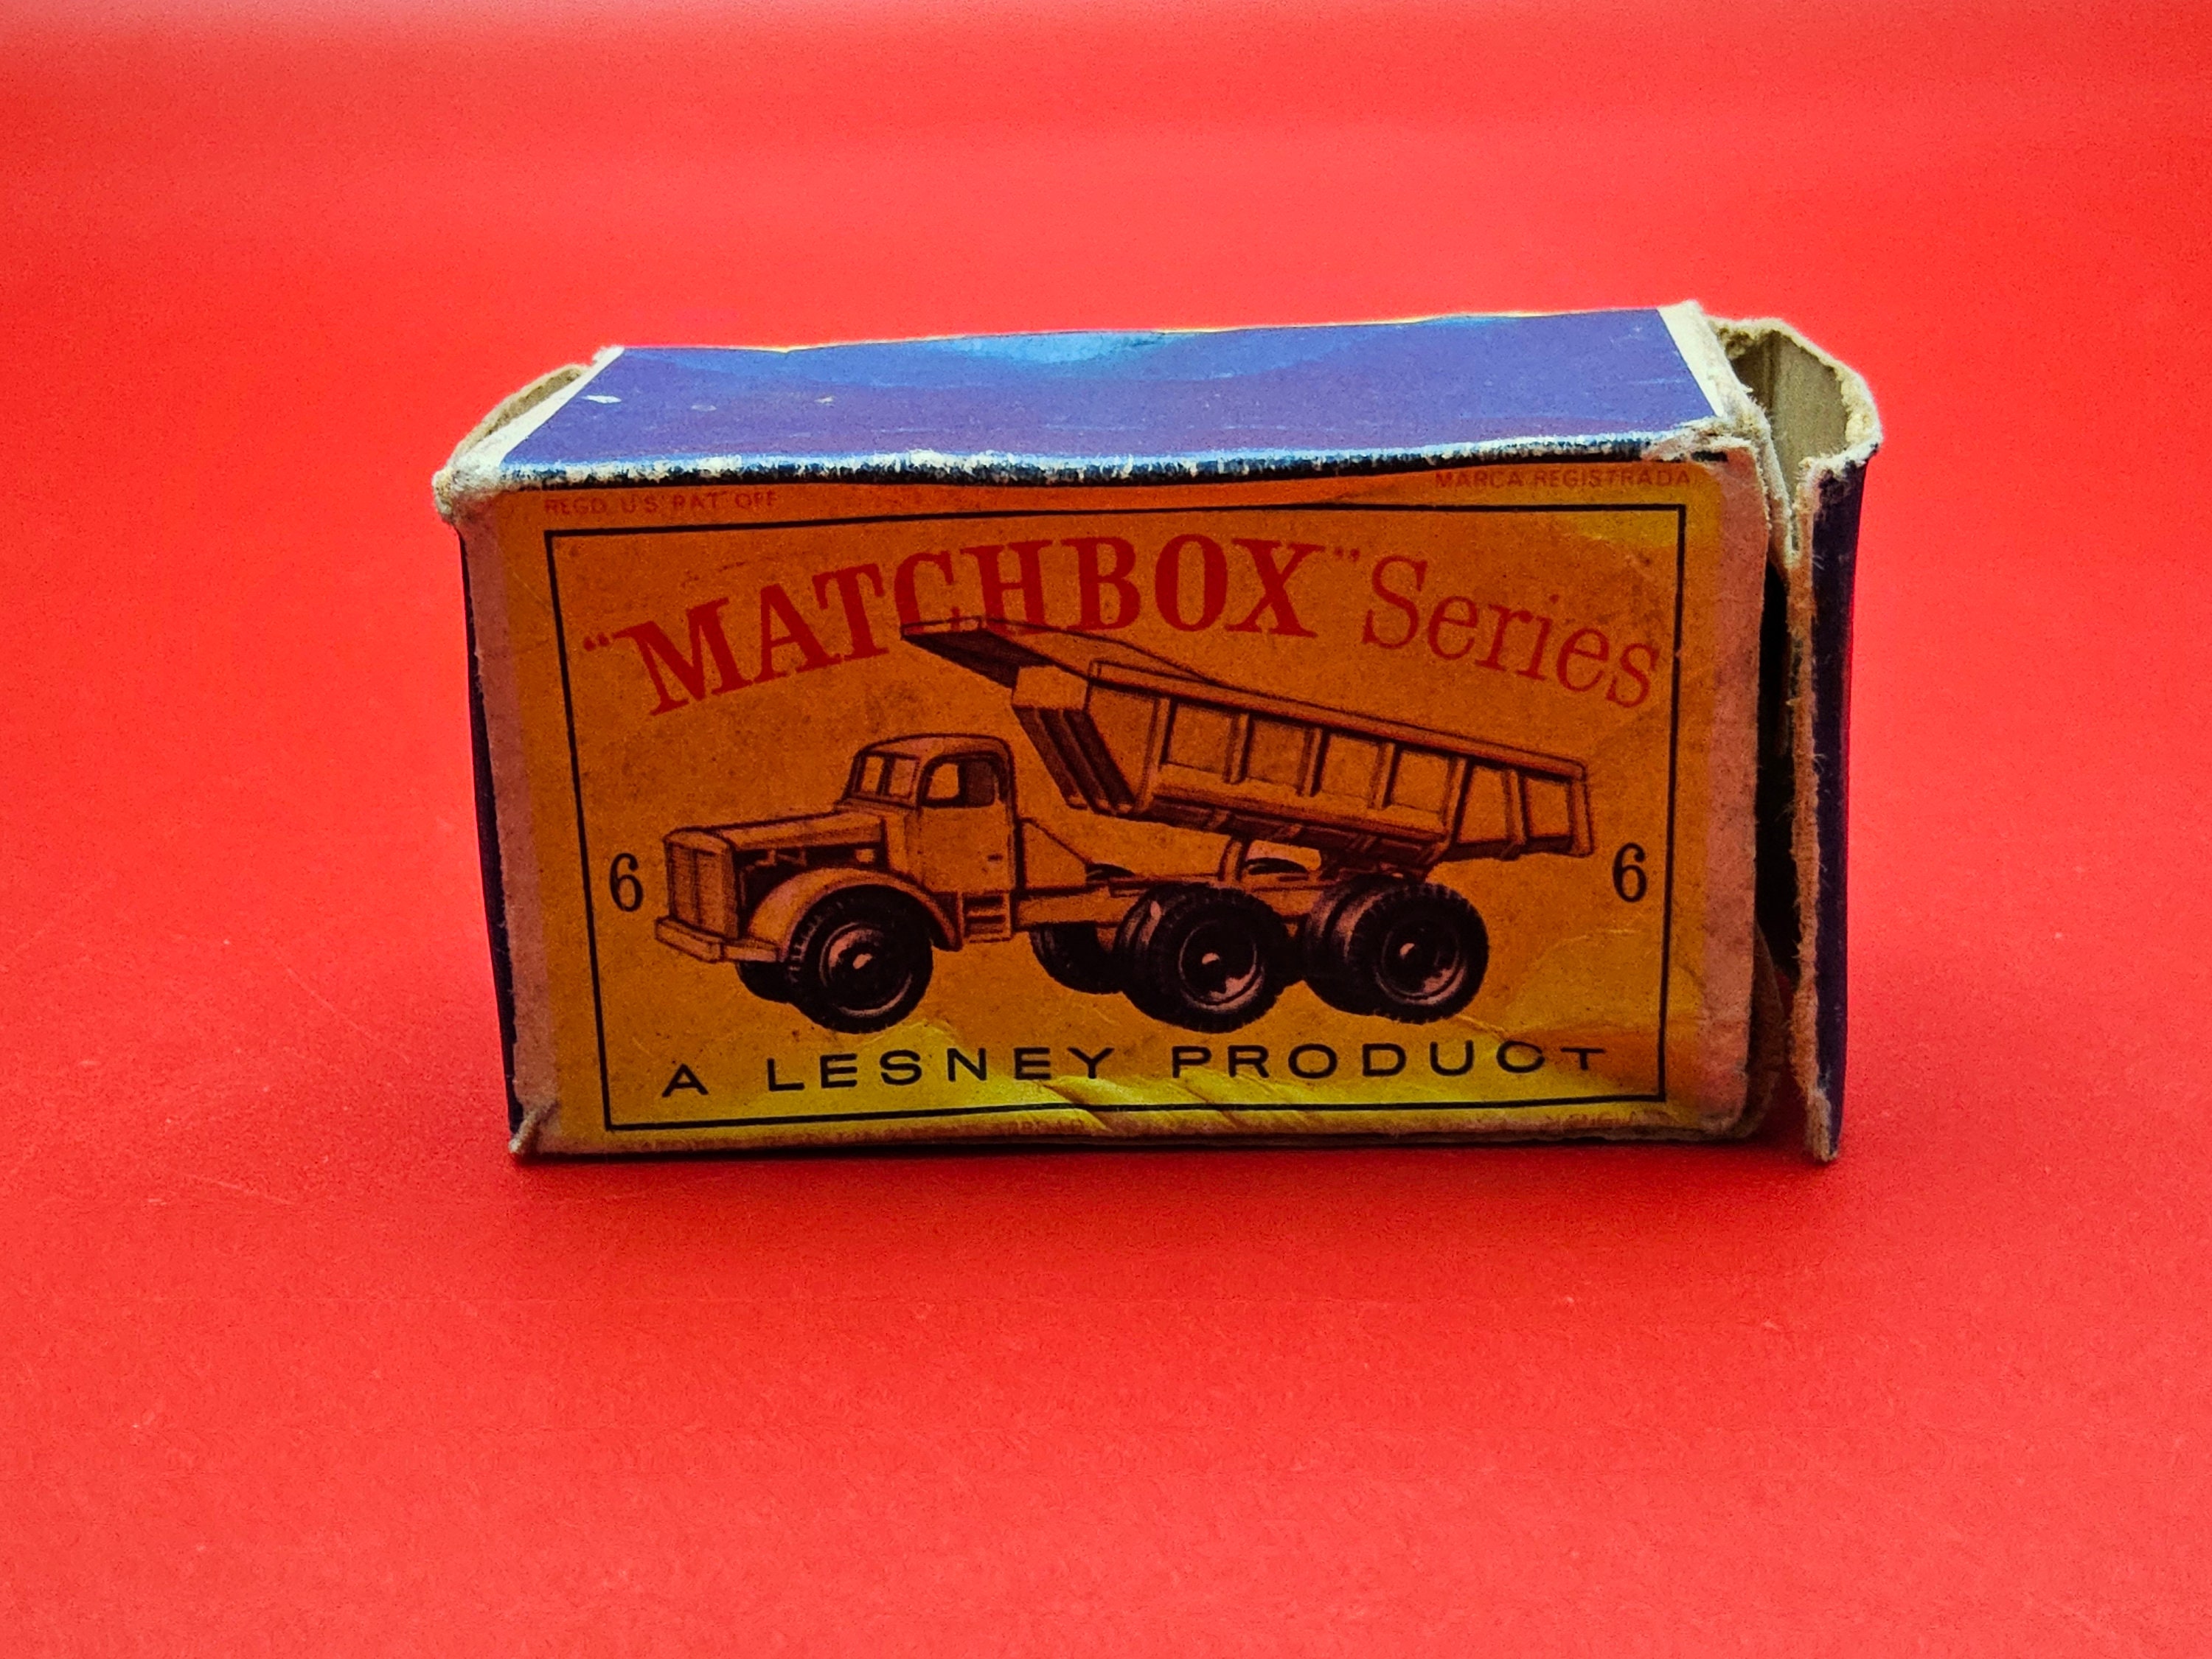 REGD. U.S. PAT. OFF. MARCA REGISTRADA
"MATCHBOX" Series
6 6
A LESNEY PRODUCT